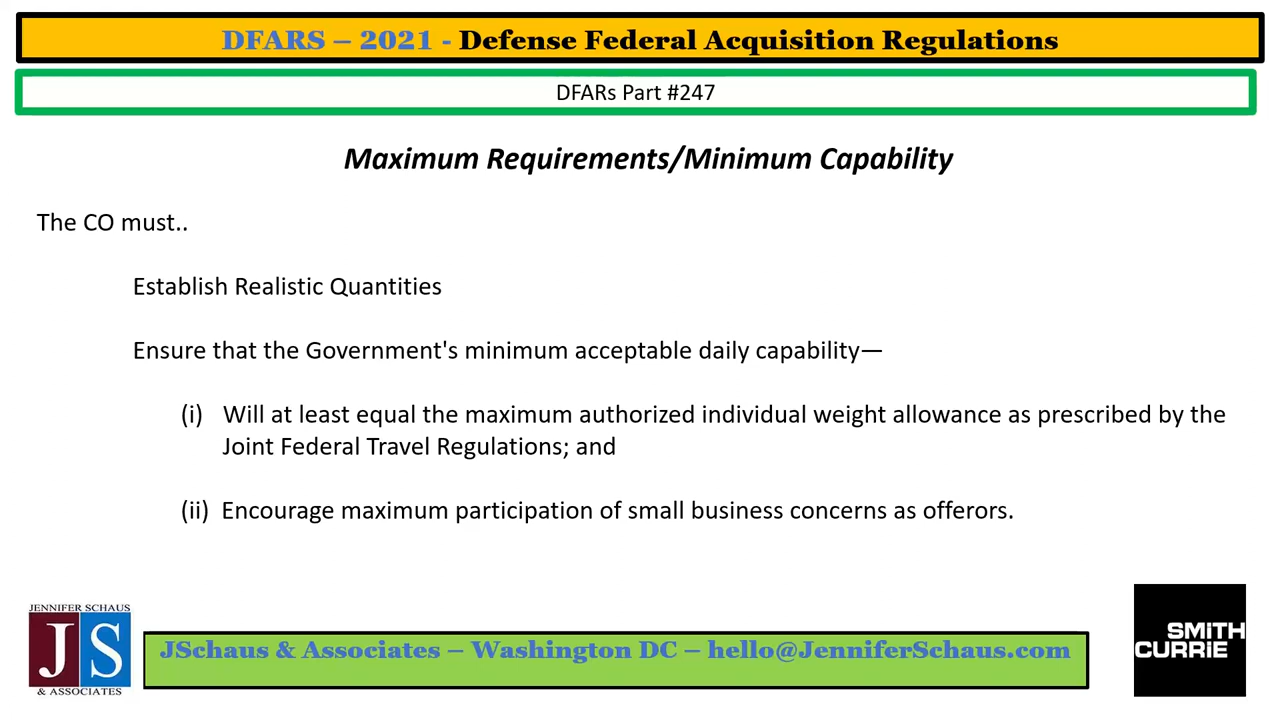 DFARS – 2021 - Defense Federal Acquisition Regulations
DFARs Part #247
Maximum Requirements/Minimum Capability
The CO must..
Establish Realistic Quantities
Ensure that the Government's minimum acceptable daily capability—
(i) Will at least equal the maximum authorized individual weight allowance as prescribed by the
Joint Federal Travel Regulations; and
(ii) Encourage maximum participation of small business concerns as offerors.
JENNIFER SCHAUS
JS
& ASSOCIATES
JSchaus & Associates – Washington DC – hello@JenniferSchaus.com
SMITH
CURRIE